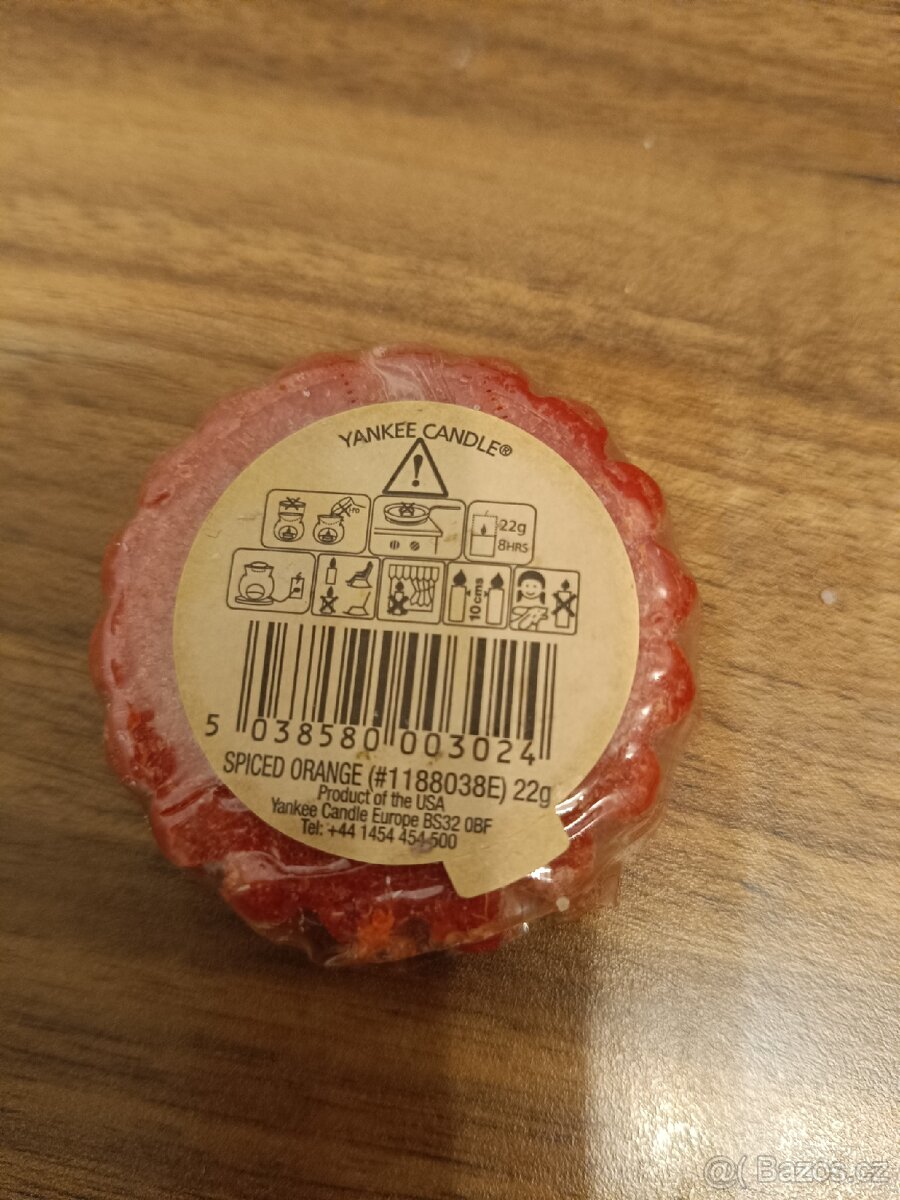 YANKEE CANDLE®
22g
8HRS
10 cms
5 038580 003024
SPICED ORANGE (#1188038E) 22g
Product of the USA
Yankee Candle Europe BS32 0BF
Tel: +44 1454 454 500
@( Bazos.cz